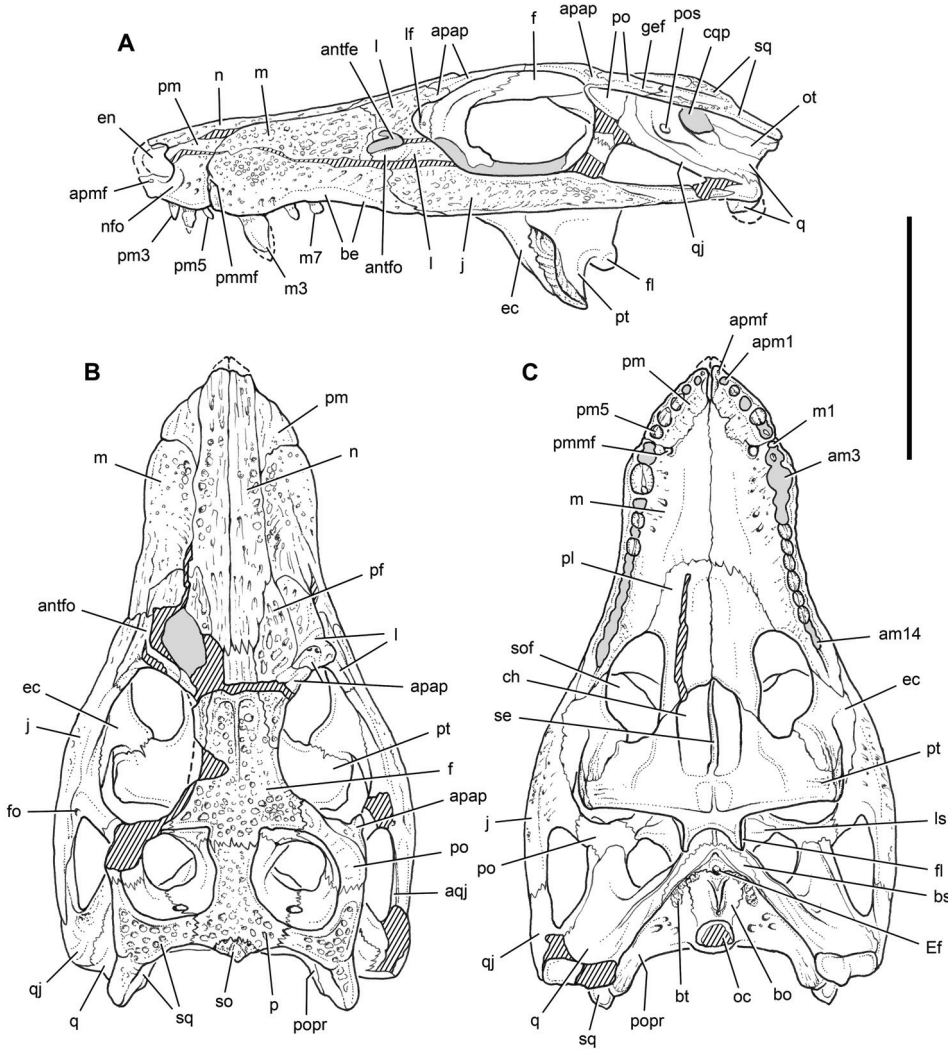 A
en
pm
n
m
antfe
l
lf
apap
f
apap
po
gef
pos
cqp
sq
ot
apmf
nfo
pm3
pm5
pmmf
m3
m7
be
antfo
l
j
ec
pt
fl
qj
q
B
pm
m
n
pf
antfo
l
apap
ec
j
pt
f
apap
fo
po
aqj
qj
q
sq
so
p
popr
C
apmf
apm1
pm
pm5
m1
pmmf
am3
m
pl
am14
sof
ec
ch
se
pt
j
ls
po
fl
bs
Ef
qj
q
sq
popr
bt
oc
bo